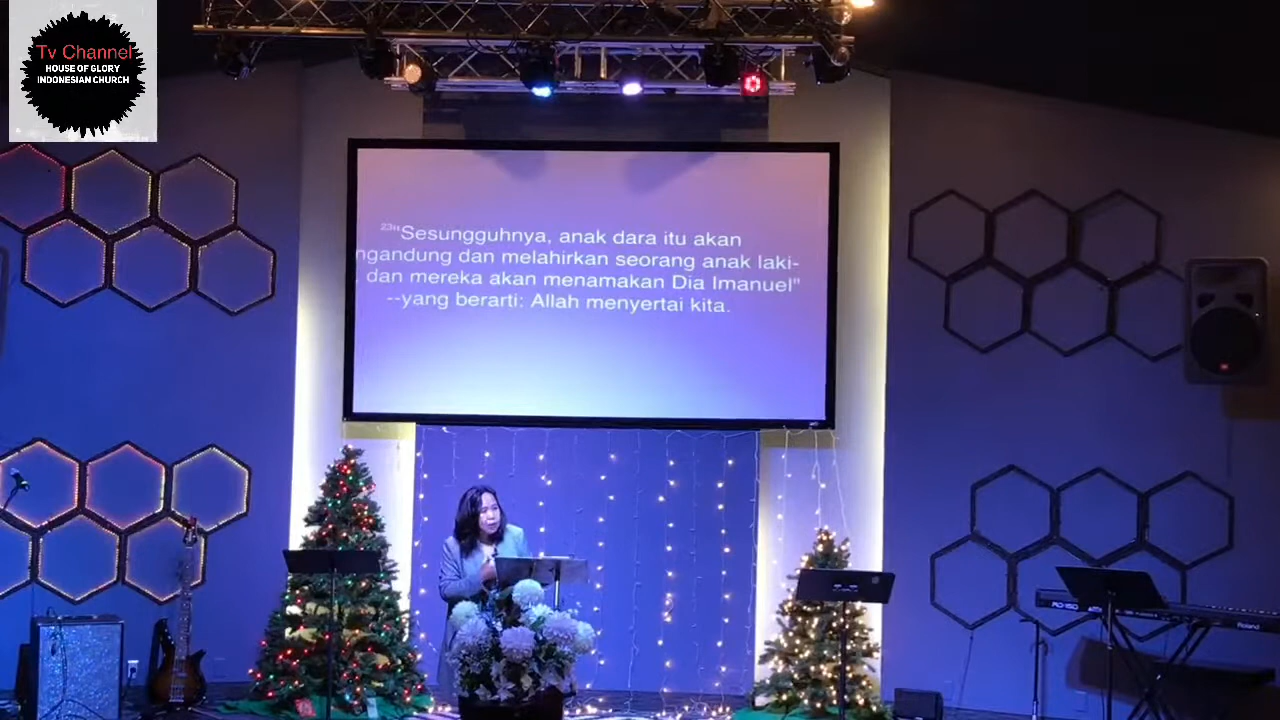 Tv Channel
HOUSE OF GLORY
INDONESIAN CHURCH
23"Sesungguhnya, anak dara itu akan
ngandung dan melahirkan seorang anak laki-
dan mereka akan menamakan Dia Imanuel"
--yang berarti: Allah menyertai kita.
Roland